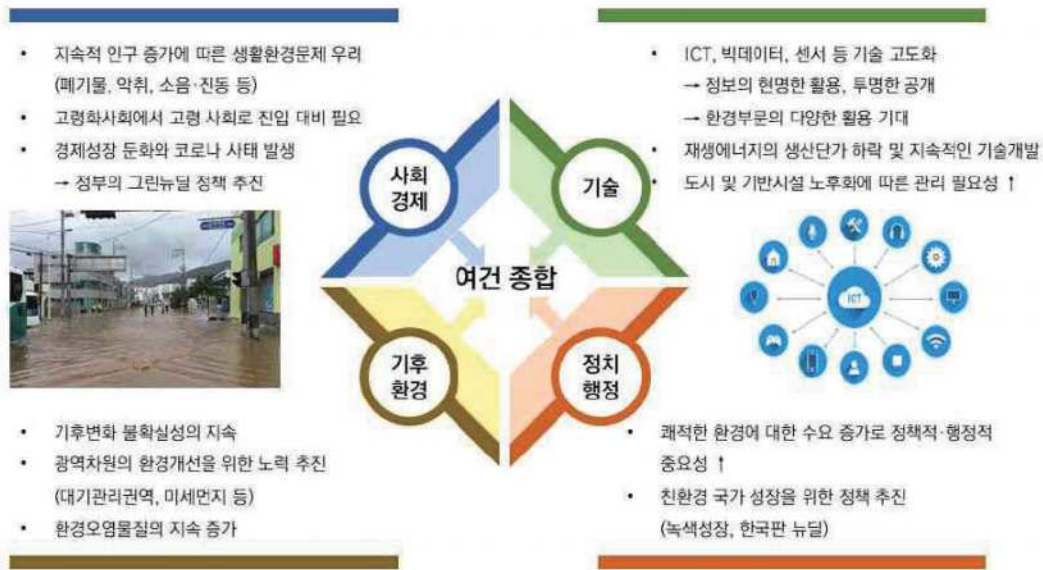 • 지속적 인구 증가에 따른 생활환경문제 우려
(폐기물, 악취, 소음·진동 등)
• 고령화사회에서 고령 사회로 진입 대비 필요
• 경제성장 둔화와 코로나 사태 발생
→ 정부의 그린뉴딜 정책 추진
• ICT, 빅데이터, 센서 등 기술 고도화
→ 정보의 현명한 활용, 투명한 공개
→ 환경부문의 다양한 활용 기대
• 재생에너지의 생산단가 하락 및 지속적인 기술개발
• 도시 및 기반시설 노후화에 따른 관리 필요성 ↑
사회
경제
기술
여건 종합
기후
환경
정치
행정
ICT
• 기후변화 불확실성의 지속
• 광역차원의 환경개선을 위한 노력 추진
(대기관리권역, 미세먼지 등)
• 환경오염물질의 지속 증가
• 쾌적한 환경에 대한 수요 증가로 정책적·행정적
중요성 ↑
• 친환경 국가 성장을 위한 정책 추진
(녹색성장, 한국판 뉴딜)